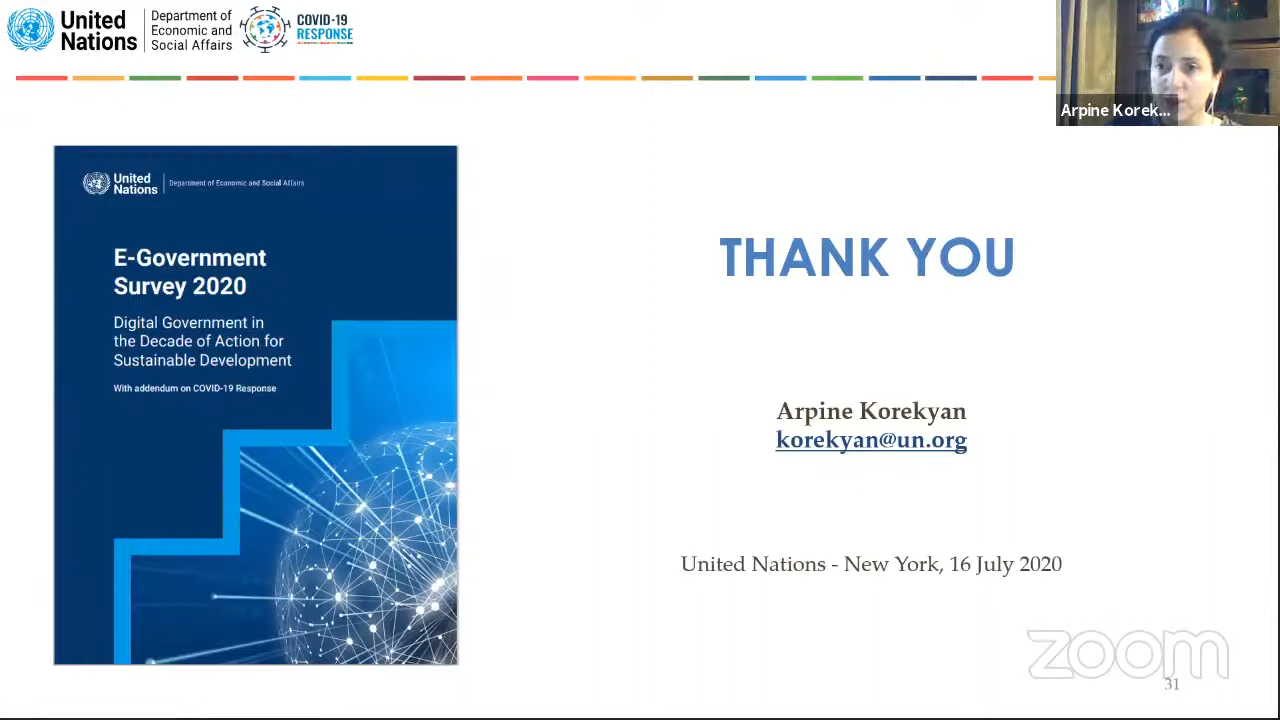 United
Nations
Department of
Economic and
Social Affairs
COVID-19
RESPONSE
Arpine Korek...
United
Nations
Department of Economic and Social Affairs
E-Government
Survey 2020
Digital Government in
the Decade of Action for
Sustainable Development
With addendum on COVID-19 Response
THANK YOU
Arpine Korekyan
korekyan@un.org
United Nations - New York, 16 July 2020
zoom
31